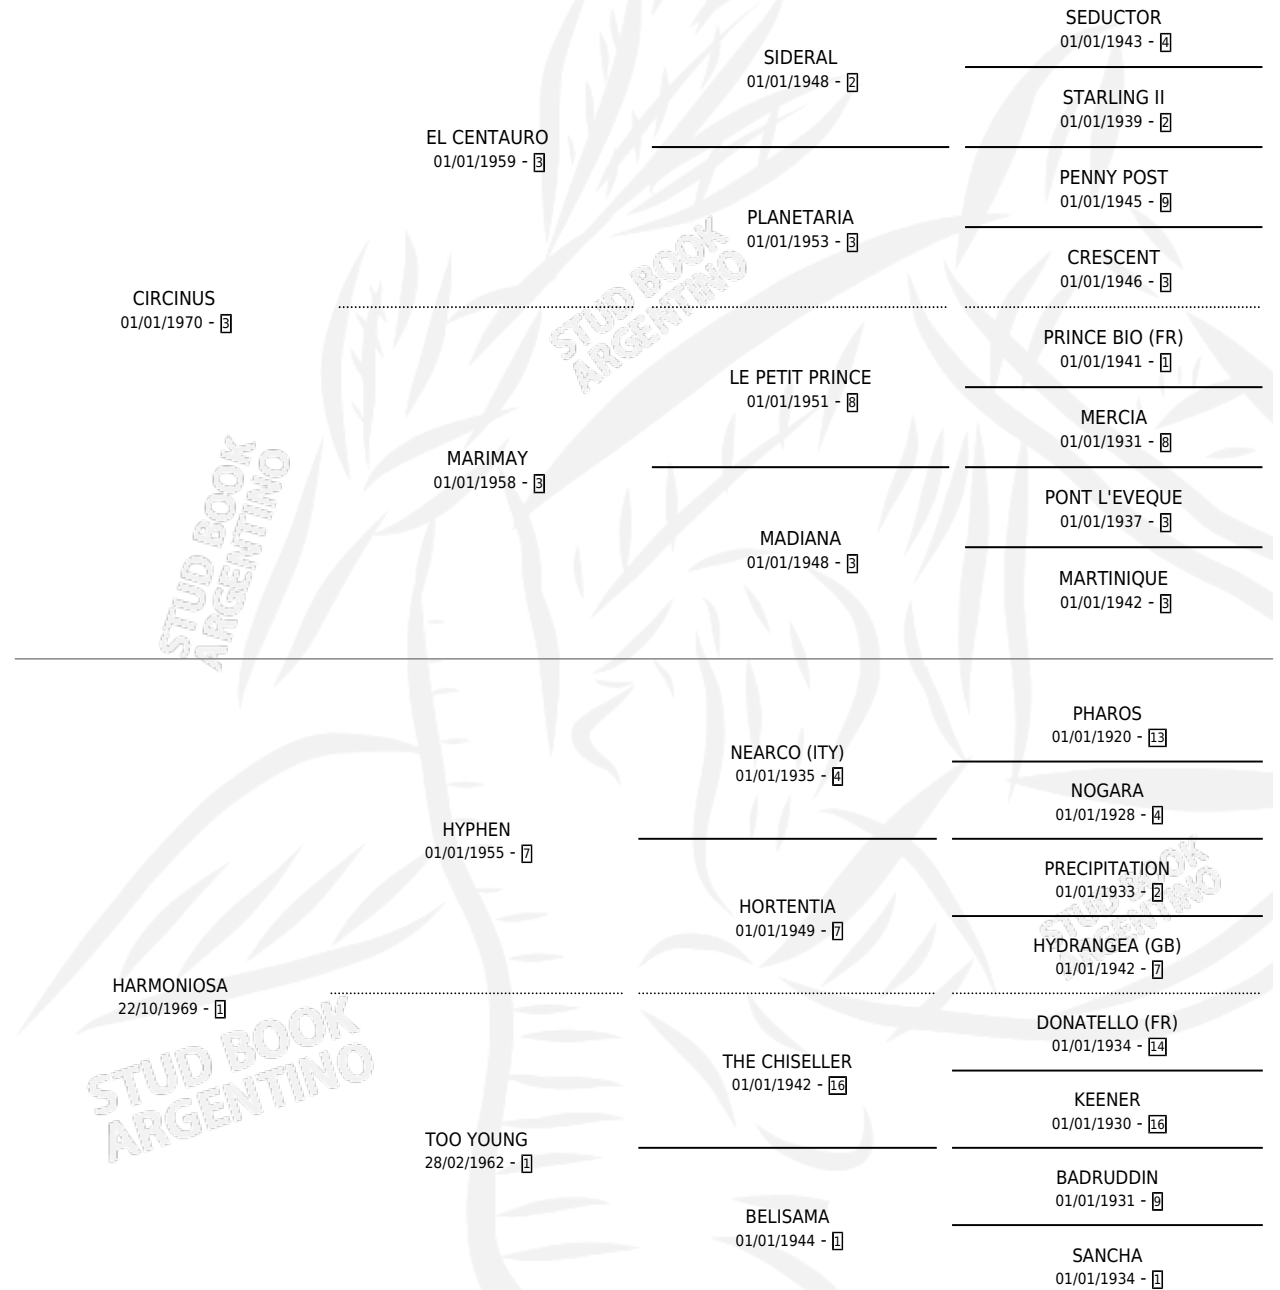 SEDUCTOR
01/01/1943 - 4
SIDERAL
01/01/1948 - 2
STARLING II
01/01/1939 - 2
EL CENTAURO
01/01/1959 - 3
PENNY POST
01/01/1945 - 9
PLANETARIA
01/01/1953 - 3
CRESCENT
01/01/1946 - 3
CIRCINUS
01/01/1970 - 3
PRINCE BIO (FR)
01/01/1941 - 1
LE PETIT PRINCE
01/01/1951 - 8
MERCIA
01/01/1931 - 8
MARIMAY
01/01/1958 - 3
PONT L'EVEQUE
01/01/1937 - 3
MADIANA
01/01/1948 - 3
MARTINIQUE
01/01/1942 - 3
STUD BOOK
ARGENTINO
STUD BOOK
ARGENTINO
PHAROS
01/01/1920 - 13
NEARCO (ITY)
01/01/1935 - 4
NOGARA
01/01/1928 - 4
HYPHEN
01/01/1955 - 7
PRECIPITATION
01/01/1933 - 2
HORTENTIA
01/01/1949 - 7
HYDRANGEA (GB)
01/01/1942 - 7
HARMONIOSA
22/10/1969 - 1
DONATELLO (FR)
01/01/1934 - 14
THE CHISELLER
01/01/1942 - 16
KEENER
01/01/1930 - 16
TOO YOUNG
28/02/1962 - 1
BADRUDDIN
01/01/1931 - 9
BELISAMA
01/01/1944 - 1
SANCHA
01/01/1934 - 1
STUD BOOK
ARGENTINO
STUD BOOK
ARGENTINO